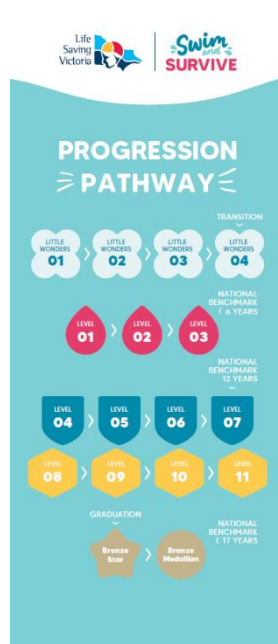 Life
Saving
Victoria
Swim
and
SURVIVE
PROGRESSION
PATHWAY
TRANSITION
LITTLE WONDERS 01
LITTLE WONDERS 02
LITTLE WONDERS 03
LITTLE WONDERS 04
NATIONAL
BENCHMARK
< 6 YEARS
LEVEL 01
LEVEL 02
LEVEL 03
NATIONAL
BENCHMARK
12 YEARS
LEVEL 04
LEVEL 05
LEVEL 06
LEVEL 07
LEVEL 08
LEVEL 09
LEVEL 10
LEVEL 11
GRADUATION
NATIONAL
BENCHMARK
< 17 YEARS
Bronze
Star
Bronze
Medallion